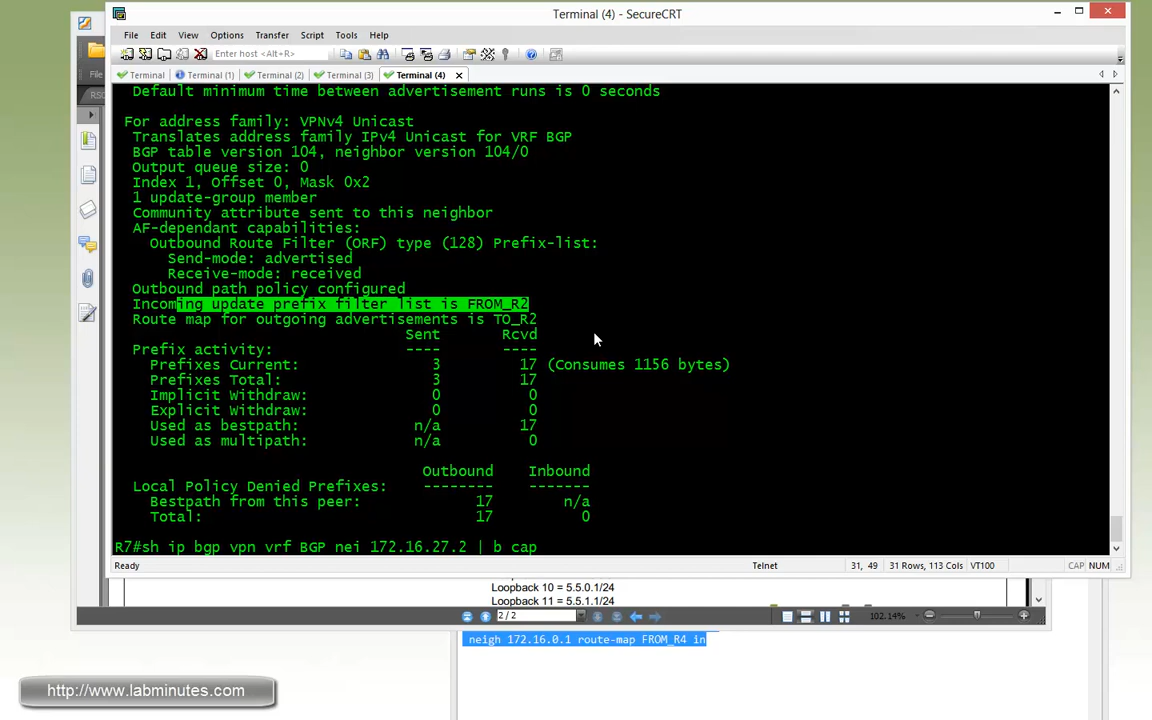 Terminal (4) - SecureCRT
File Edit View Options Transfer Script Tools Help
Enter host <Alt+R>
Terminal Terminal (1) Terminal (2) Terminal (3) Terminal (4)
Default minimum time between advertisement runs is 0 seconds
For address family: VPNv4 Unicast
Translates address family IPv4 Unicast for VRF BGP
BGP table version 104, neighbor version 104/0
Output queue size: 0
Index 1, Offset 0, Mask 0x2
1 update-group member
Community attribute sent to this neighbor
AF-dependant capabilities:
Outbound Route Filter (ORF) type (128) Prefix-list:
Send-mode: advertised
Receive-mode: received
Outbound path policy configured
Incoming update prefix filter list is FROM_R2
Route map for outgoing advertisements is TO_R2
Sent Rcvd
Prefix activity: ---- ----
Prefixes Current: 3 17 (Consumes 1156 bytes)
Prefixes Total: 3 17
Implicit Withdraw: 0 0
Explicit Withdraw: 0 0
Used as bestpath: n/a 17
Used as multipath: n/a 0
Outbound Inbound
Local Policy Denied Prefixes: -------- -------
Bestpath from this peer: 17 n/a
Total: 17 0
R7#sh ip bgp vpn vrf BGP nei 172.16.27.2 | b cap
Ready Telnet 31, 49 31 Rows, 113 Cols VT100 CAP NUM
Loopback 10 = 5.5.0.1/24
Loopback 11 = 5.5.1.1/24
2 / 2 102.14%
neigh 172.16.0.1 route-map FROM_R4 in
http://www.labminutes.com